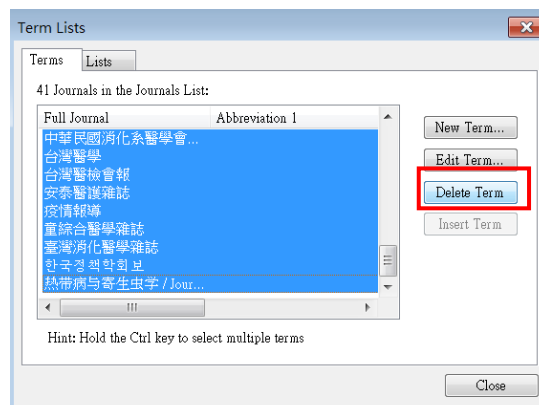 Term Lists
Terms
Lists
41 Journals in the Journals List:
Full Journal Abbreviation 1
中華民國消化系醫學會...
台灣醫學
台灣醫檢會報
安泰醫護雜誌
疫情報導
童綜合醫學雜誌
臺灣消化醫學雜誌
한국정책학회보
熱带病与寄生虫学 / Jour...
New Term...
Edit Term...
Delete Term
Insert Term
Hint: Hold the Ctrl key to select multiple terms
Close